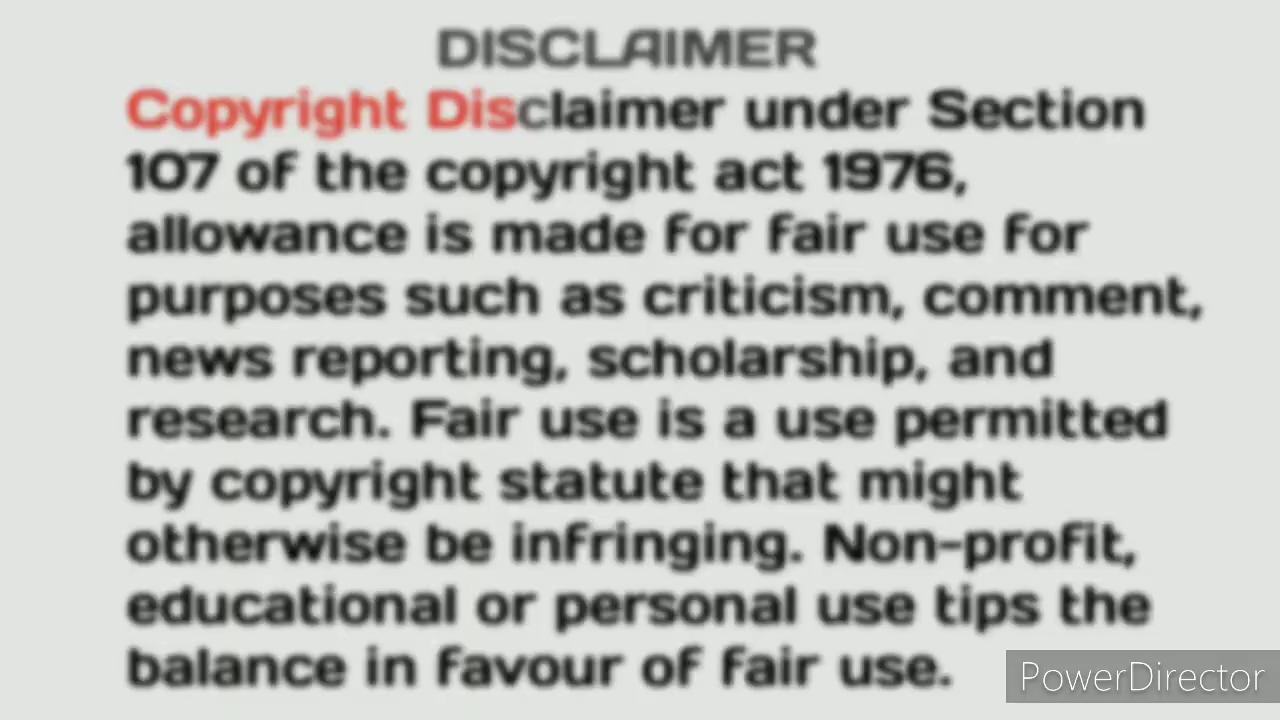 DISCLAIMER
Copyright Disclaimer under Section
107 of the copyright act 1976,
allowance is made for fair use for
purposes such as criticism, comment,
news reporting, scholarship, and
research. Fair use is a use permitted
by copyright statute that might
otherwise be infringing. Non-profit,
educational or personal use tips the
balance in favour of fair use.
PowerDirector